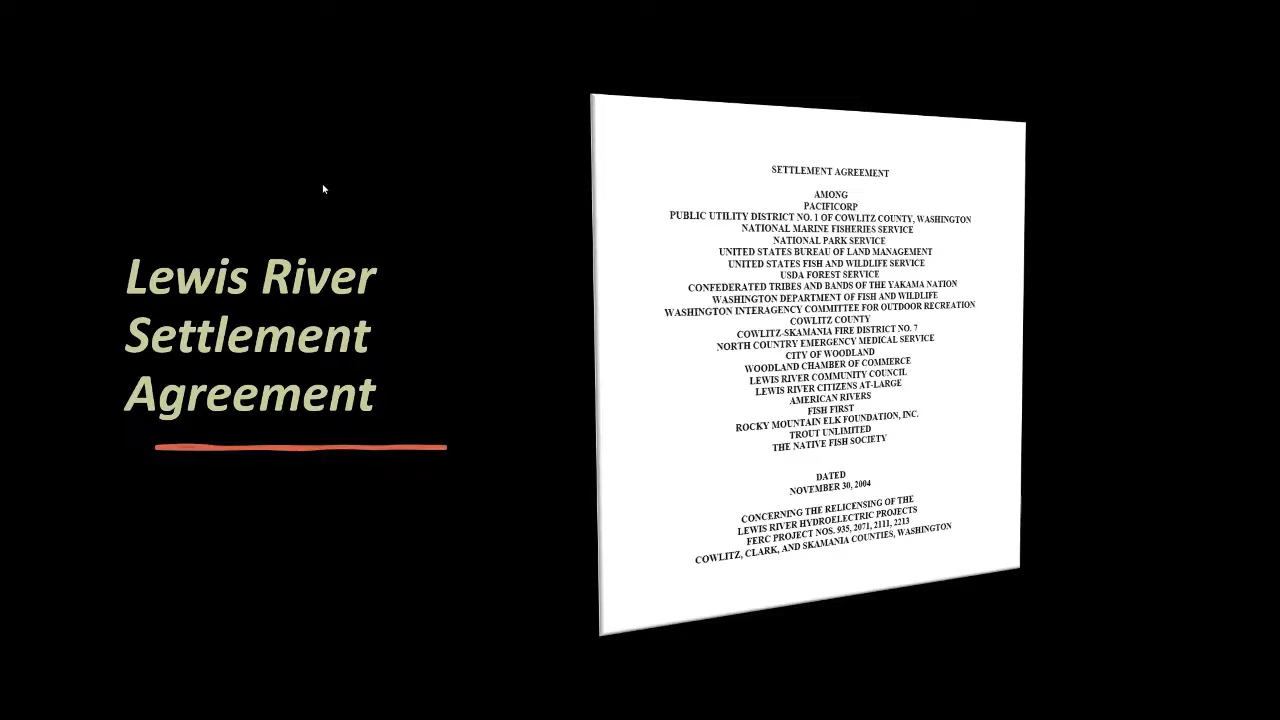 Lewis River
Settlement
Agreement
SETTLEMENT AGREEMENT
AMONG
PACIFICORP
PUBLIC UTILITY DISTRICT NO. 1 OF COWLITZ COUNTY, WASHINGTON
NATIONAL MARINE FISHERIES SERVICE
NATIONAL PARK SERVICE
UNITED STATES BUREAU OF LAND MANAGEMENT
UNITED STATES FISH AND WILDLIFE SERVICE
USDA FOREST SERVICE
CONFEDERATED TRIBES AND BANDS OF THE YAKAMA NATION
WASHINGTON DEPARTMENT OF FISH AND WILDLIFE
WASHINGTON INTERAGENCY COMMITTEE FOR OUTDOOR RECREATION
COWLITZ COUNTY
COWLITZ-SKAMANIA FIRE DISTRICT NO. 7
NORTH COUNTRY EMERGENCY MEDICAL SERVICE
CITY OF WOODLAND
WOODLAND CHAMBER OF COMMERCE
LEWIS RIVER COMMUNITY COUNCIL
LEWIS RIVER CITIZENS AT-LARGE
AMERICAN RIVERS
FISH FIRST
ROCKY MOUNTAIN ELK FOUNDATION, INC.
TROUT UNLIMITED
THE NATIVE FISH SOCIETY
DATED
NOVEMBER 30, 2004
CONCERNING THE RELICENSING OF THE
LEWIS RIVER HYDROELECTRIC PROJECTS
FERC PROJECT NOS. 935, 2071, 2111, 2213
COWLITZ, CLARK, AND SKAMANIA COUNTIES, WASHINGTON